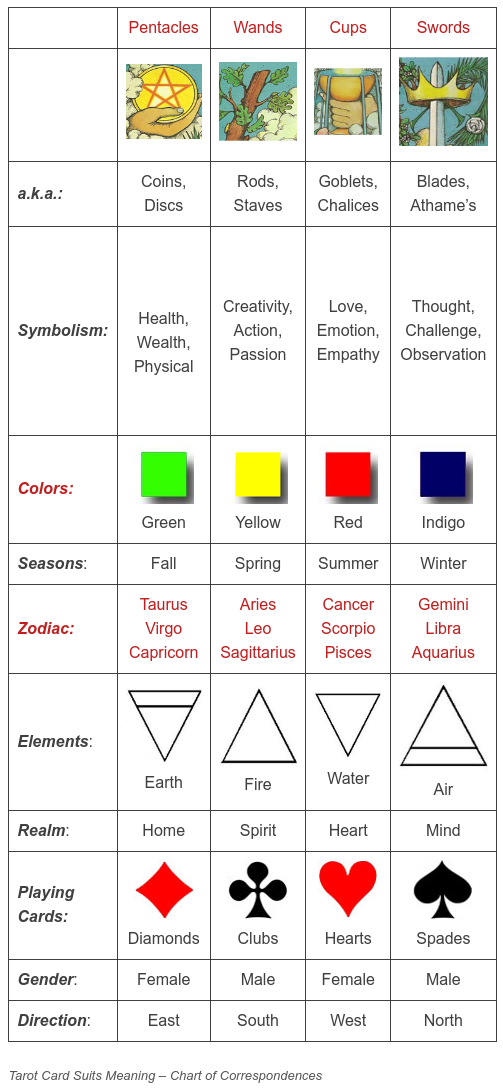 Pentacles Wands Cups Swords
a.k.a.: Coins, Discs Rods, Staves Goblets, Chalices Blades, Athame’s
Symbolism: Health, Wealth, Physical Creativity, Action, Passion Love, Emotion, Empathy Thought, Challenge, Observation
Colors: Green Yellow Red Indigo
Seasons: Fall Spring Summer Winter
Zodiac: Taurus Virgo Capricorn Aries Leo Sagittarius Cancer Scorpio Pisces Gemini Libra Aquarius
Elements: Earth Fire Water Air
Realm: Home Spirit Heart Mind
Playing Cards: Diamonds Clubs Hearts Spades
Gender: Female Male Female Male
Direction: East South West North
Tarot Card Suits Meaning – Chart of Correspondences